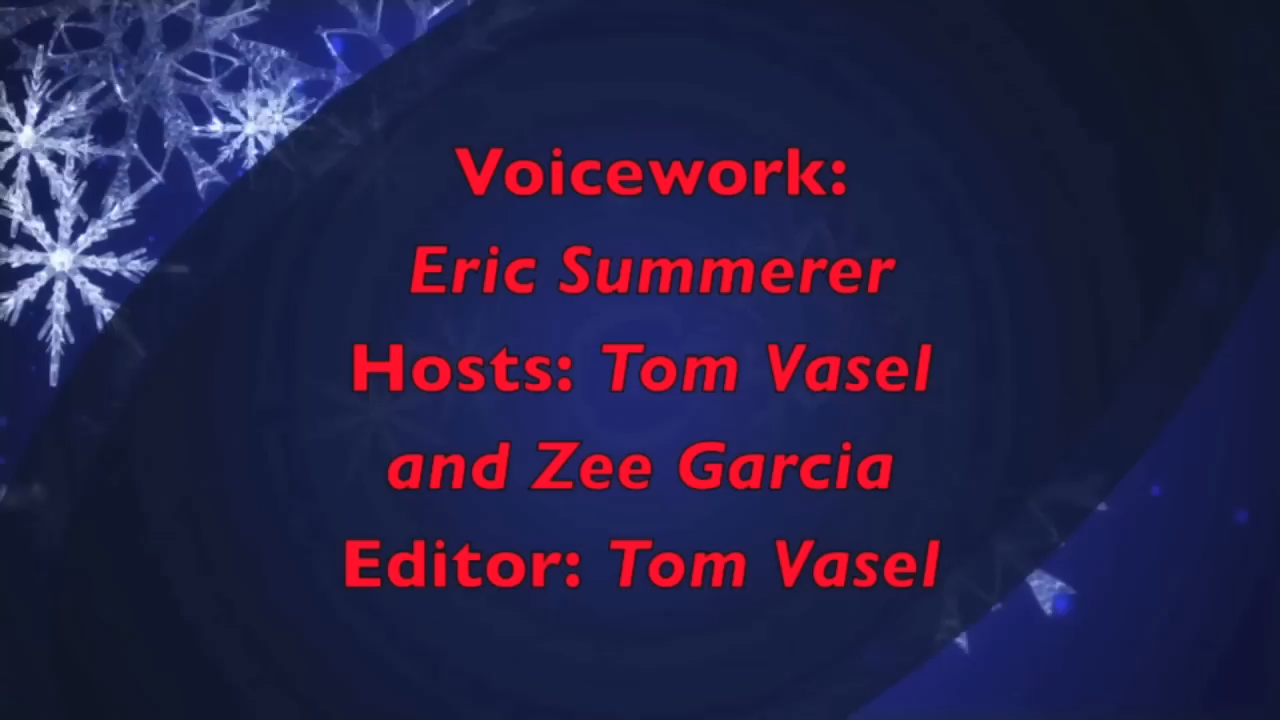 Voicework:
Eric Summerer
Hosts: Tom Vasel
and Zee Garcia
Editor: Tom Vasel